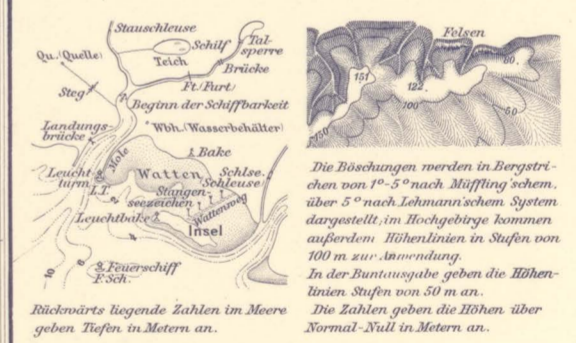 Stauschleuse
Qu. (Quelle)
Schilf
Teich
Tal-
sperre
Brücke
Ft. (Furt)
Steg
Beginn der Schiffbarkeit
Landungs-
brücke
Wbh. (Wasserbehälter)
Mole
Bake
Leucht-
turm
L.T.
Watten
Schlse.
Schleuse
Stangen-
seezeichen
Wattenweg
Leuchtbake
Insel
2
4
6
10
Feuerschiff
F.Sch.
Rückwärts liegende Zahlen im Meere
geben Tiefen in Metern an.
Felsen
151
122.
80.
100
50
150
Die Böschungen werden in Bergstri-
chen von 1°-5° nach Müffling'schem,
über 5° nach Lehmann'schem System
dargestellt; im Hochgebirge kommen
außerdem Höhenlinien in Stufen von
100 m zur Anwendung.
In der Buntausgabe geben die Höhen-
linien Stufen von 50 m an.
Die Zahlen geben die Höhen über
Normal-Null in Metern an.